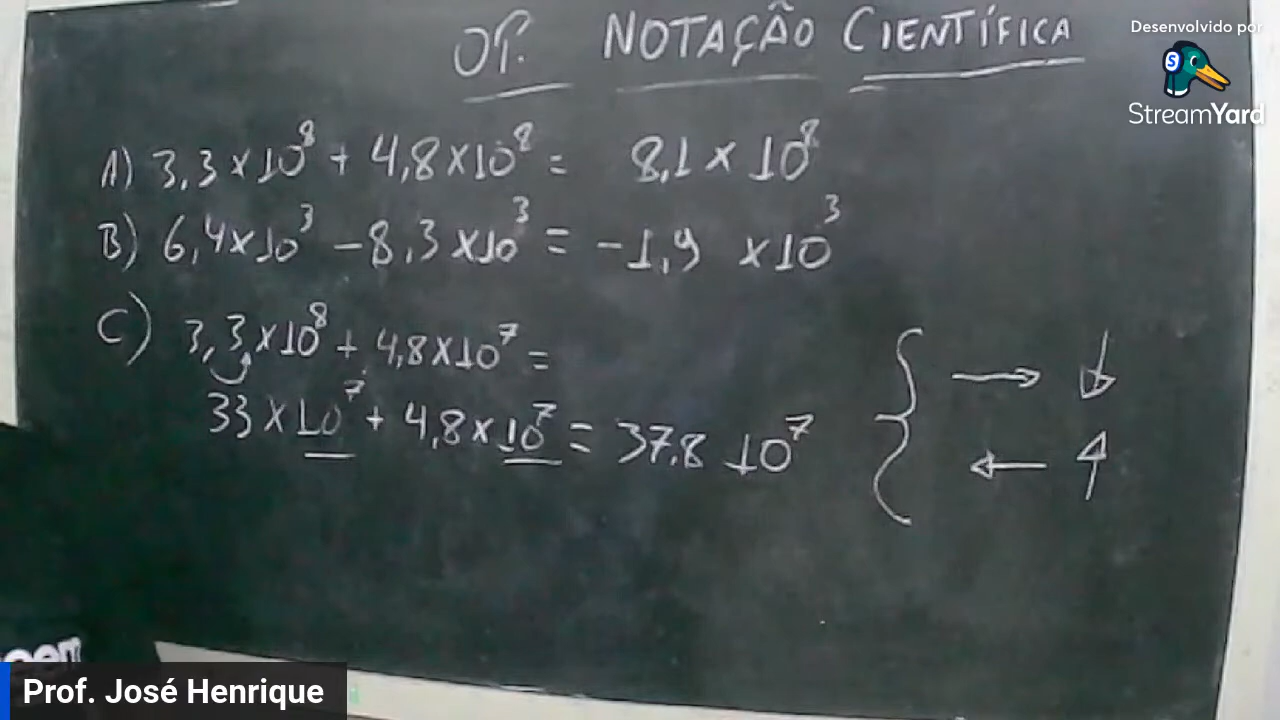 Desenvolvido por
StreamYard
OP. NOTAÇÃO CIENTÍFICA
A) 3,3 x 10⁸ + 4,8 x 10⁸ = 8,1 x 10⁸
B) 6,4 x 10³ - 8,3 x 10³ = -1,9 x 10³
C) 3,3 x 10⁸ + 4,8 x 10⁷ =
33 x 10⁷ + 4,8 x 10⁷ = 37,8 10⁷
Prof. José Henrique